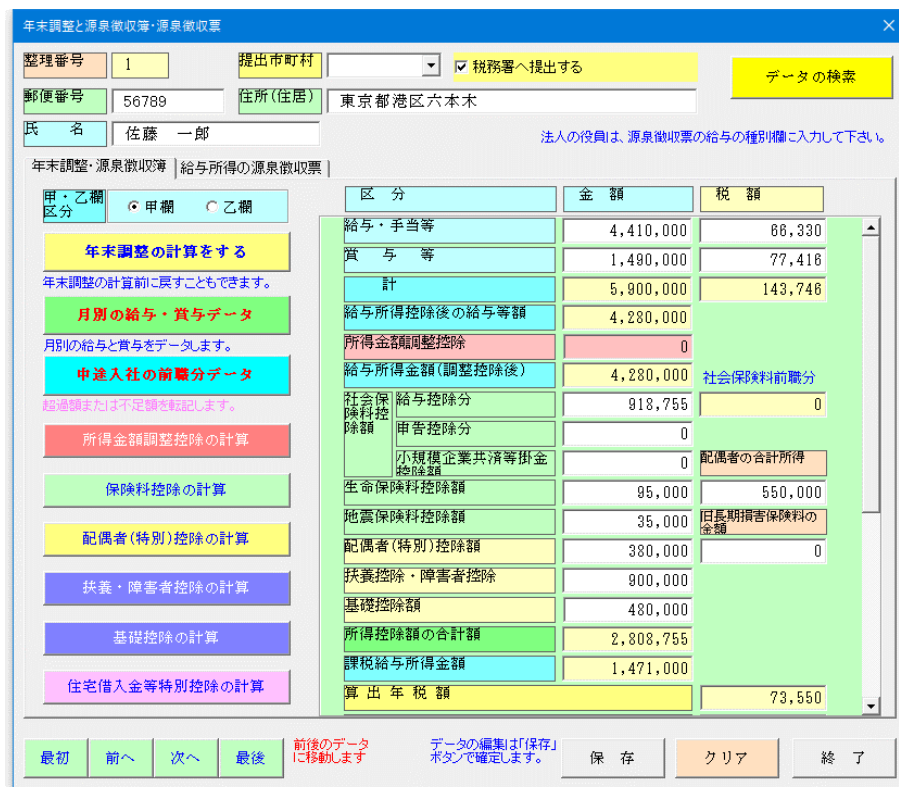 年末調整と源泉徴収簿・源泉徴収票
整理番号 1 提出市町村 税務署へ提出する データの検索
郵便番号 56789 住所(住居) 東京都港区六本木
氏 名 佐藤 一郎 法人の役員は、源泉徴収票の給与の種別欄に入力して下さい。
年末調整・源泉徴収簿 給与所得の源泉徴収票
甲・乙欄
区分
甲欄 乙欄
年末調整の計算をする
年末調整の計算前に戻すこともできます。
月別の給与・賞与データ
月別の給与と賞与をデータします。
中途入社の前職分データ
超過額または不足額を転記します。
所得金額調整控除の計算
保険料控除の計算
配偶者(特別)控除の計算
扶養・障害者控除の計算
基礎控除の計算
住宅借入金等特別控除の計算
区 分 金 額 税 額
給与・手当等 4,410,000 66,330
賞 与 等 1,490,000 77,416
計 5,900,000 143,746
給与所得控除後の給与等額 4,280,000
所得金額調整控除 0
給与所得金額(調整控除後) 4,280,000 社会保険料前職分
社会保険料控除額 給与控除分 918,755 0
申告控除分 0
小規模企業共済等掛金控除額 0 配偶者の合計所得
生命保険料控除額 95,000 550,000
地震保険料控除額 35,000 旧長期損害保険料の金額
配偶者(特別)控除額 380,000 0
扶養控除・障害者控除 900,000
基礎控除額 480,000
所得控除額の合計額 2,808,755
課税給与所得金額 1,471,000
算 出 年 税 額 73,550
最初 前へ 次へ 最後
前後のデータ
に移動します
データの編集は「保存」
ボタンで確定します。
保 存 クリア 終 了